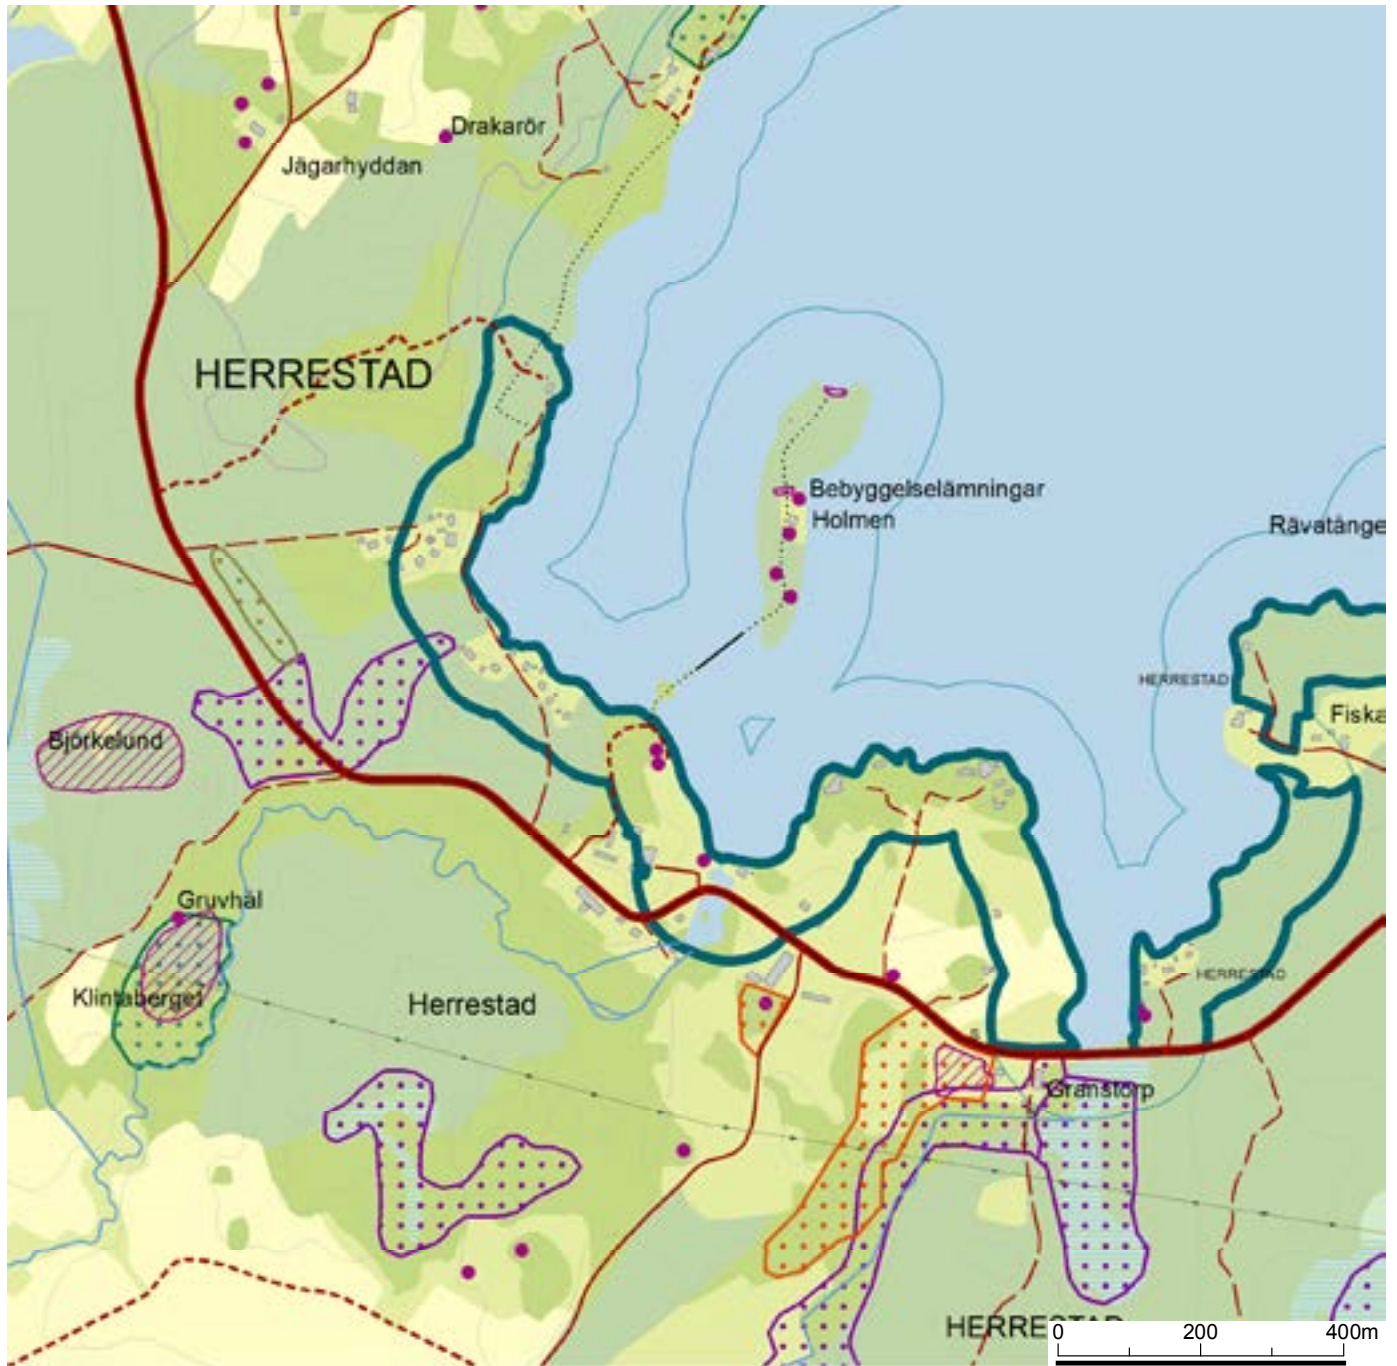 Drakarör
Jägarhyddan
HERRESTAD
Bebyggelselämningar
Holmen
Rävatånge
HERRESTAD
Fiska
Björkelund
Gruvhål
HERRESTAD
Klintaberget
Herrestad
Granstorp
HERRESTAD
0 200 400m